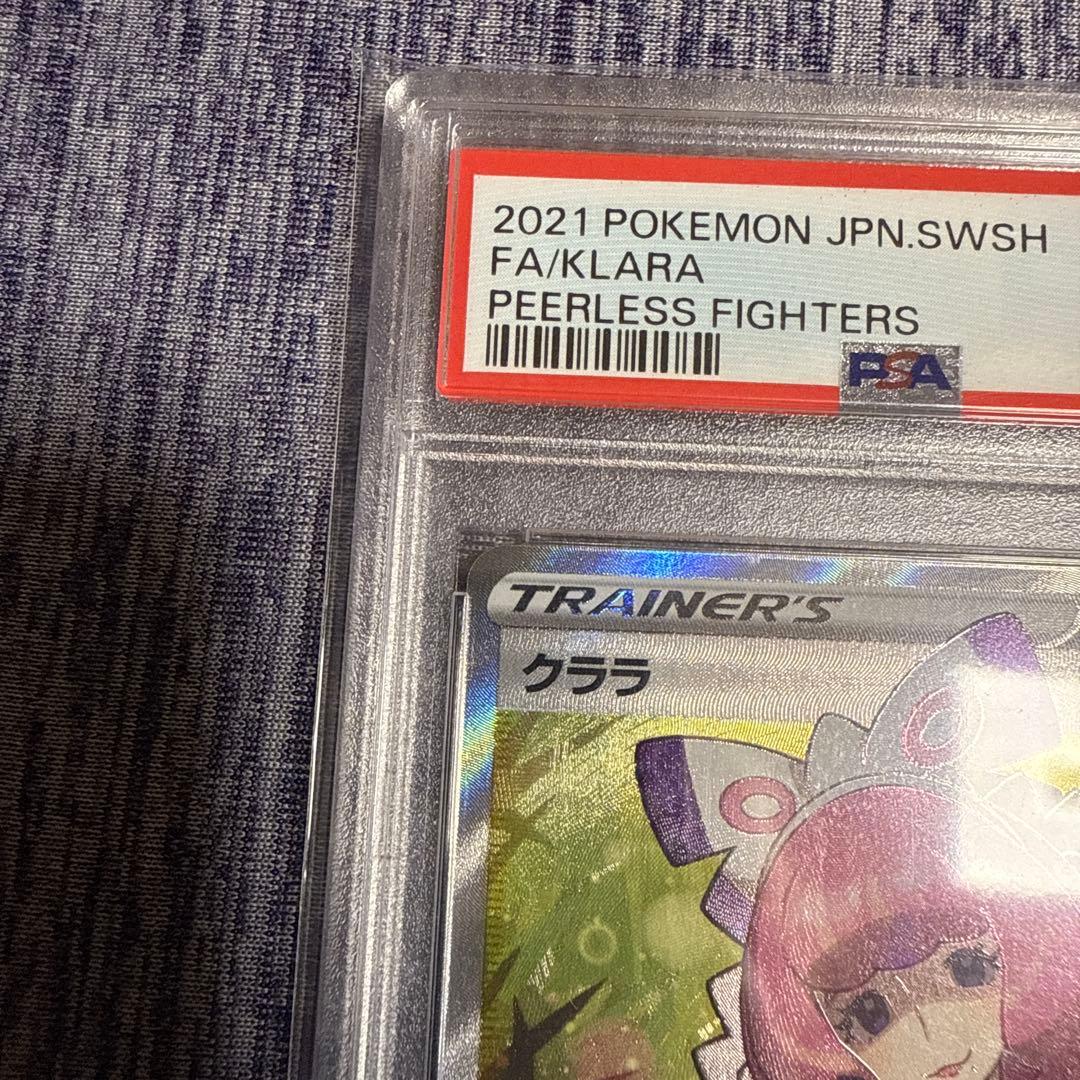 2021 POKEMON JPN.SWSH
FA/KLARA
PEERLESS FIGHTERS
PSA
TRAINER'S
クララ